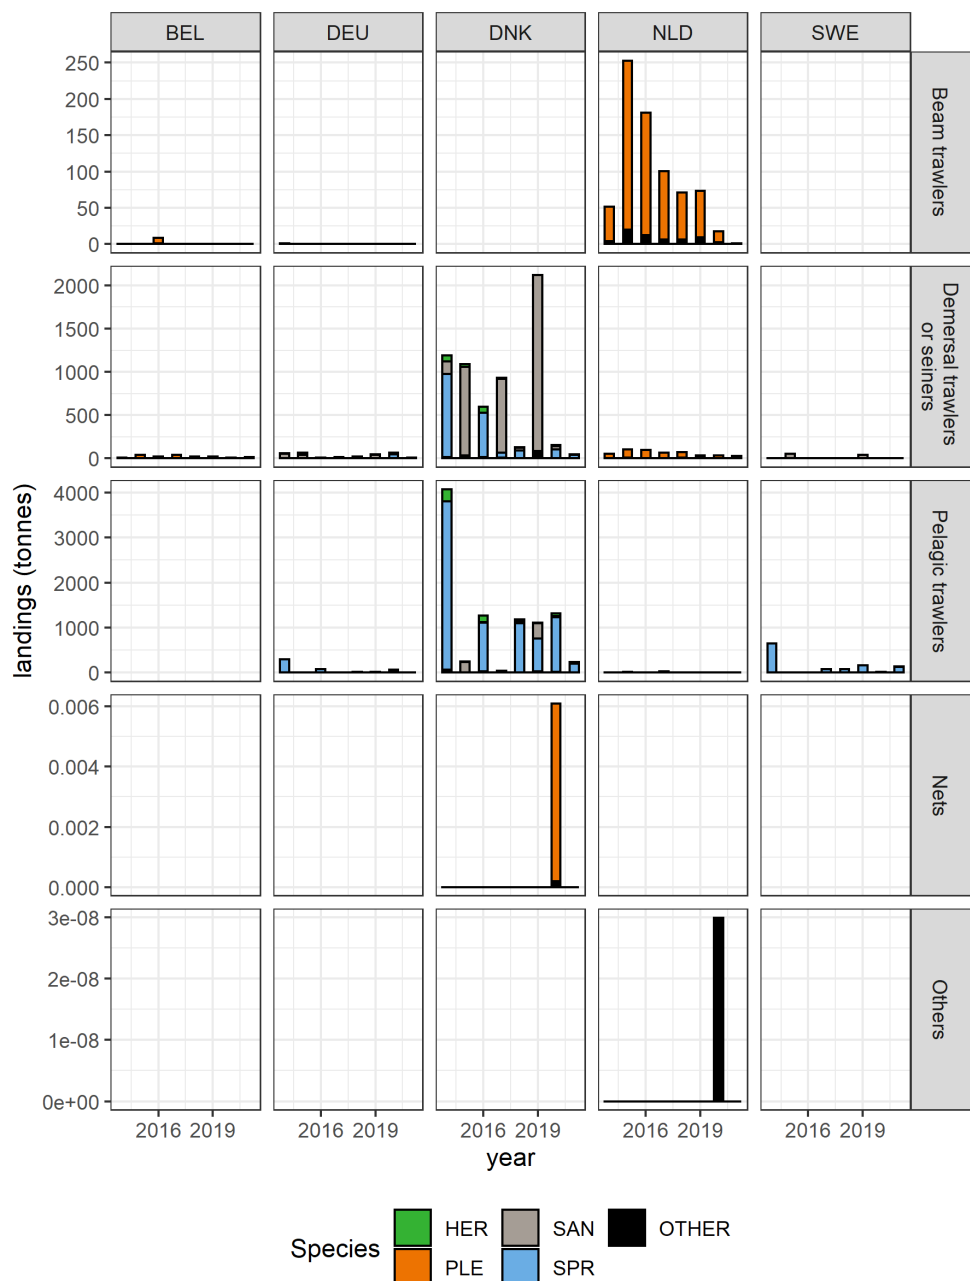 BEL DEU DNK NLD SWE
250
200
150
100
50
0
Beam trawlers
2000
1500
1000
500
0
Demersal trawlers
or seiners
4000
3000
2000
1000
0
Pelagic trawlers
0.006
0.004
0.002
0.000
Nets
3e-08
2e-08
1e-08
0e+00
Others
landings (tonnes)
2016 2019 2016 2019 2016 2019 2016 2019 2016 2019
year
Species
HER SAN OTHER
PLE SPR